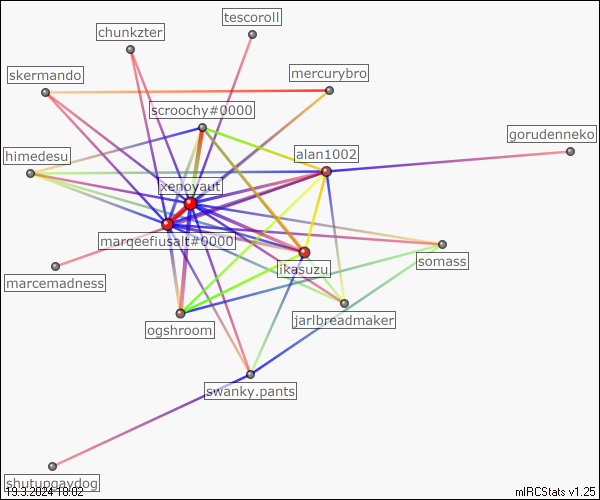 tescoroll
chunkzter
skermando
mercurybro
scroochy#0000
gorudenneko
alan1002
himedesu
xenoyaut
marqeefiusalt#0000
somass
jkasuzu
marcemadness
jarlbreadmaker
ogshroom
swanky.pants
shutupgaydog
19.3.2024 10:02
mIRCStats v1.25